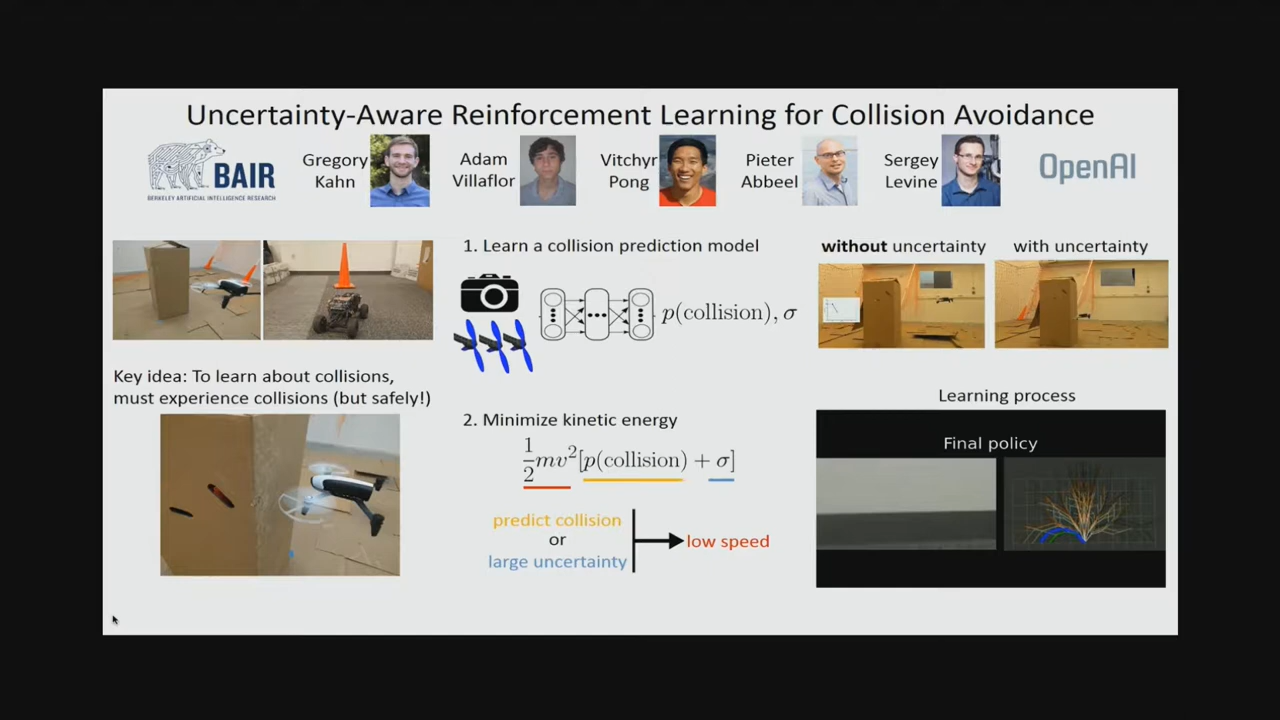 Uncertainty-Aware Reinforcement Learning for Collision Avoidance
BAIR
BERKELEY ARTIFICIAL INTELLIGENCE RESEARCH
Gregory
Kahn
Adam
Villaflor
Vitchyr
Pong
Pieter
Abbeel
Sergey
Levine
OpenAI
Key idea: To learn about collisions,
must experience collisions (but safely!)
1. Learn a collision prediction model
p(collision), σ
2. Minimize kinetic energy
1/2 mv²[p(collision) + σ]
predict collision
or
large uncertainty
low speed
without uncertainty
with uncertainty
Learning process
Final policy